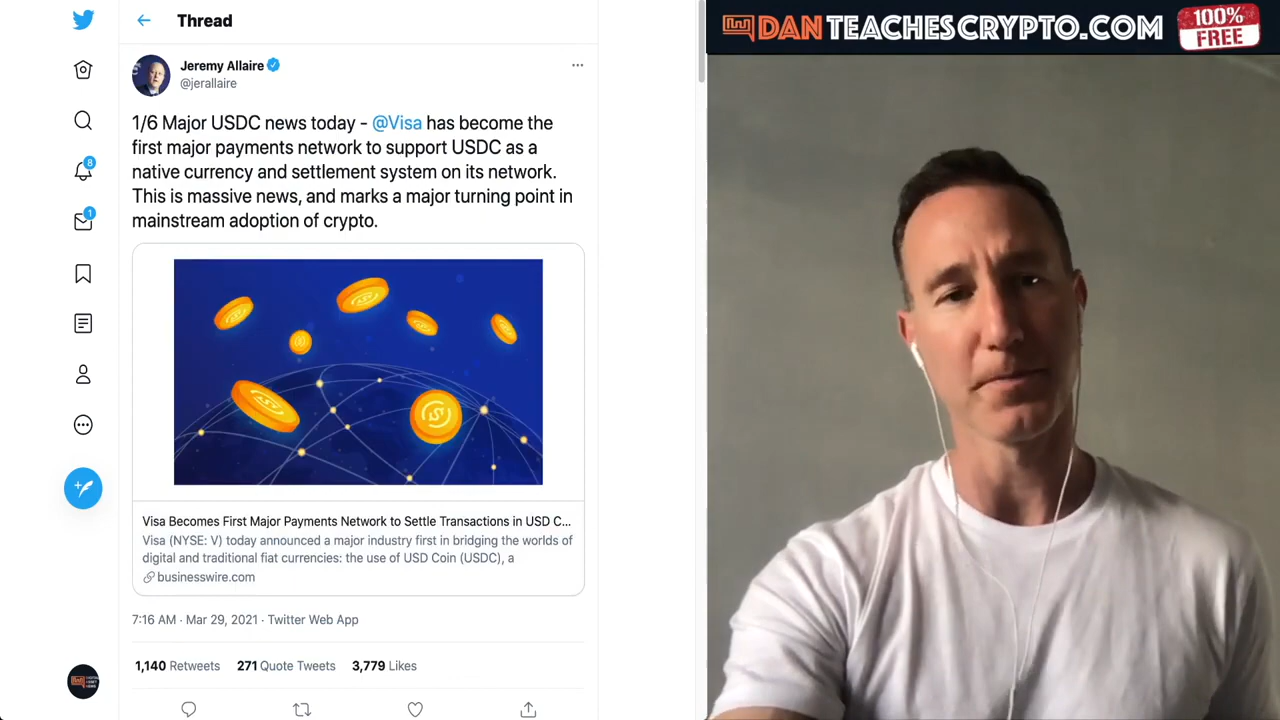 Thread
Jeremy Allaire
@jerallaire
1/6 Major USDC news today - @Visa has become the
first major payments network to support USDC as a
native currency and settlement system on its network.
This is massive news, and marks a major turning point in
mainstream adoption of crypto.
Visa Becomes First Major Payments Network to Settle Transactions in USD C...
Visa (NYSE: V) today announced a major industry first in bridging the worlds of
digital and traditional fiat currencies: the use of USD Coin (USDC), a
businesswire.com
7:16 AM · Mar 29, 2021 · Twitter Web App
1,140 Retweets 271 Quote Tweets 3,779 Likes
8
1
DANTEACHESCRYPTO.COM
100%
FREE